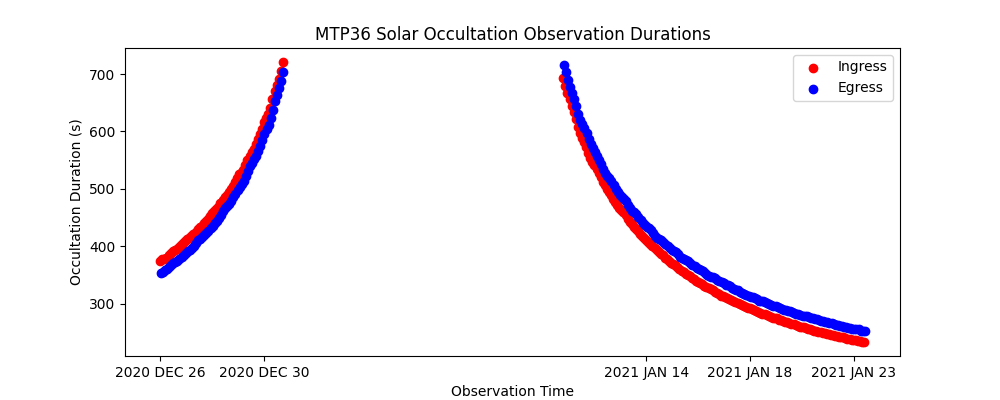 MTP36 Solar Occultation Observation Durations
Occultation Duration (s)
700
600
500
400
300
Ingress
Egress
2020 DEC 26
2020 DEC 30
2021 JAN 14
2021 JAN 18
2021 JAN 23
Observation Time